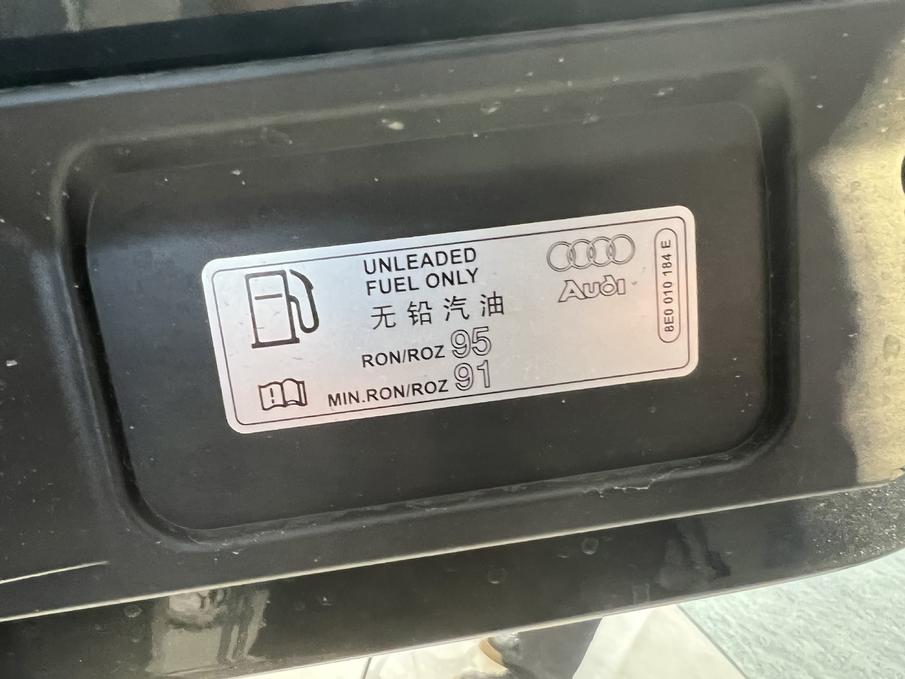 UNLEADED
FUEL ONLY
无铅汽油
RON/ROZ 95
MIN.RON/ROZ 91
Audi
8E0 010 184 E